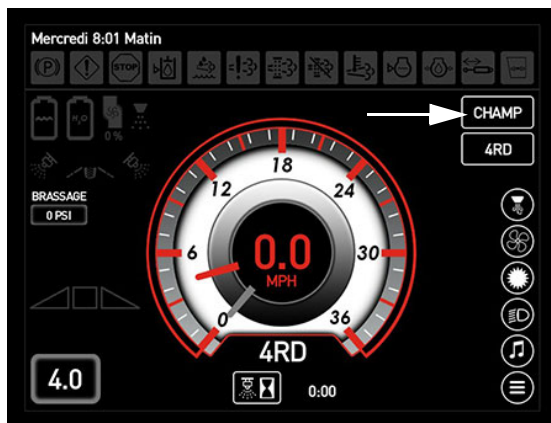 Mercredi 8:01 Matin
STOP
H₂O
0 %
CHAMP
4RD
BRASSAGE
0 PSI
18
12
24
6
30
0
36
0.0
MPH
4RD
4.0
0:00